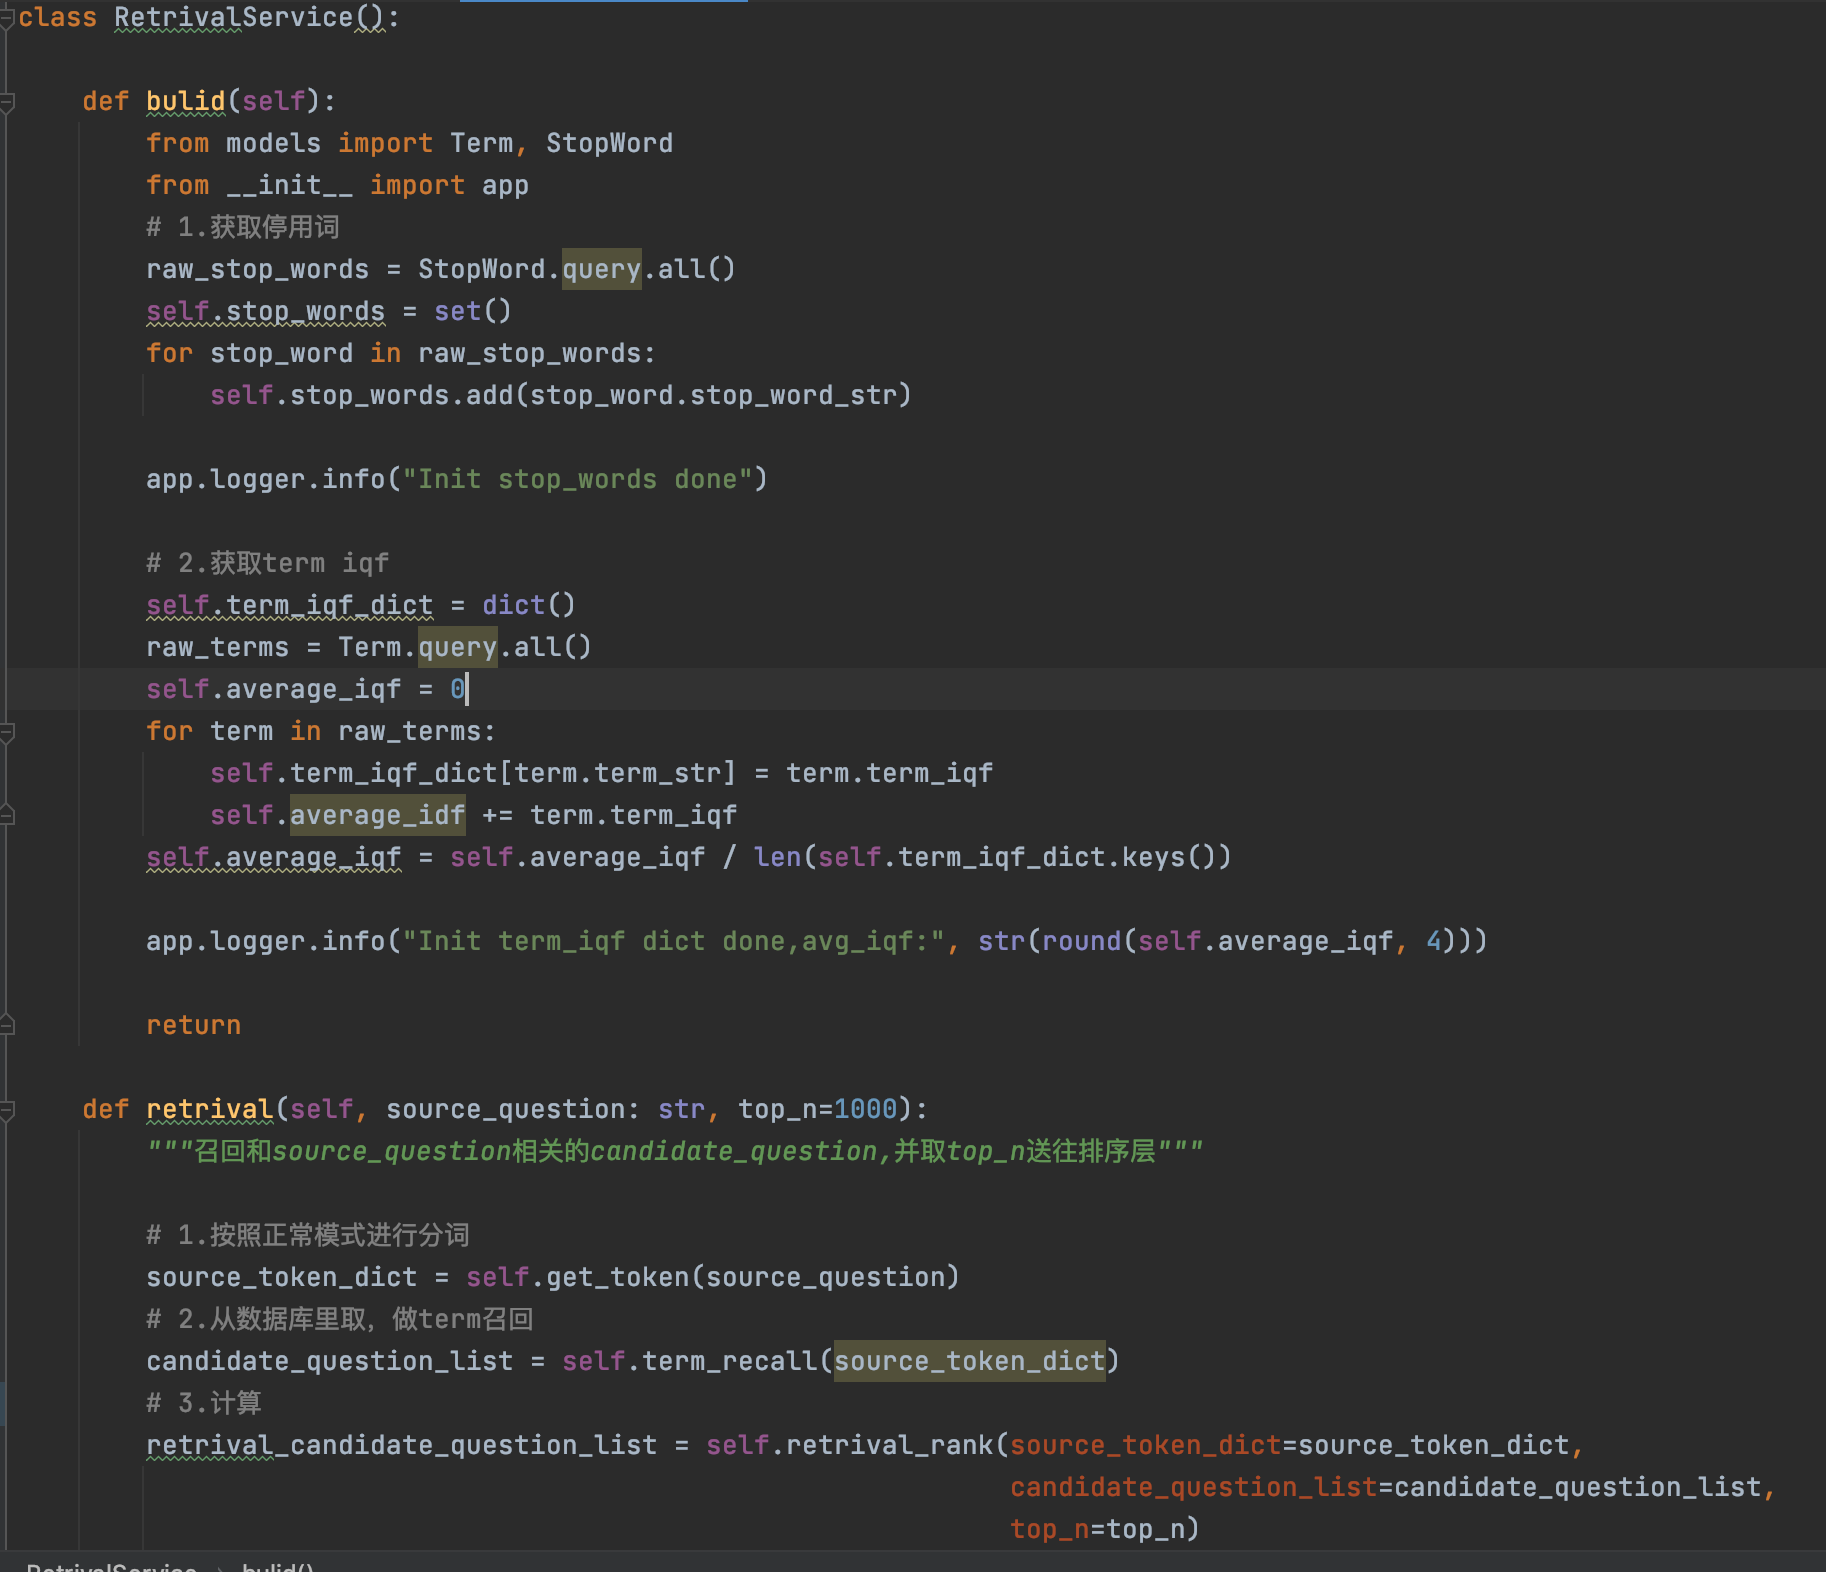 class RetrivalService():
def bulid(self):
from models import Term, StopWord
from __init__ import app
# 1.获取停用词
raw_stop_words = StopWord.query.all()
self.stop_words = set()
for stop_word in raw_stop_words:
self.stop_words.add(stop_word.stop_word_str)
app.logger.info("Init stop_words done")
# 2.获取term iqf
self.term_iqf_dict = dict()
raw_terms = Term.query.all()
self.average_iqf = 0
for term in raw_terms:
self.term_iqf_dict[term.term_str] = term.term_iqf
self.average_idf += term.term_iqf
self.average_iqf = self.average_iqf / len(self.term_iqf_dict.keys())
app.logger.info("Init term_iqf dict done,avg_iqf:", str(round(self.average_iqf, 4)))
return
def retrival(self, source_question: str, top_n=1000):
"""召回和source_question相关的candidate_question,并取top_n送往排序层"""
# 1.按照正常模式进行分词
source_token_dict = self.get_token(source_question)
# 2.从数据库里取，做term召回
candidate_question_list = self.term_recall(source_token_dict)
# 3.计算
retrival_candidate_question_list = self.retrival_rank(source_token_dict=source_token_dict,
candidate_question_list=candidate_question_list,
top_n=top_n)
RetrivalService › bulid()